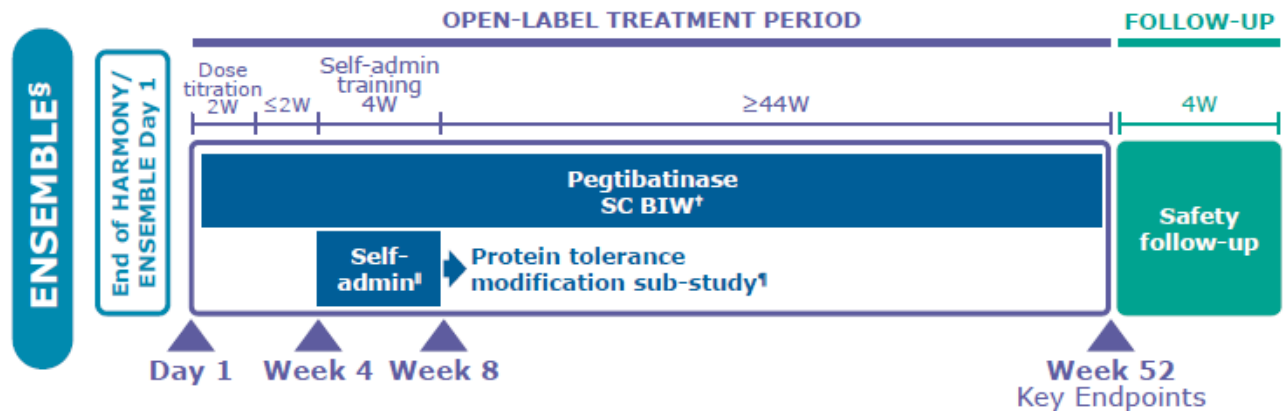 ENSEMBLE§
End of HARMONY/
ENSEMBLE Day 1
OPEN-LABEL TREATMENT PERIOD
FOLLOW-UP
Dose
titration
2W
≤2W
Self-admin
training
4W
≥44W
4W
Pegtibatinase
SC BIW†
Self-
admin‖
Protein tolerance
modification sub-study¶
Safety
follow-up
Day 1
Week 4
Week 8
Week 52
Key Endpoints